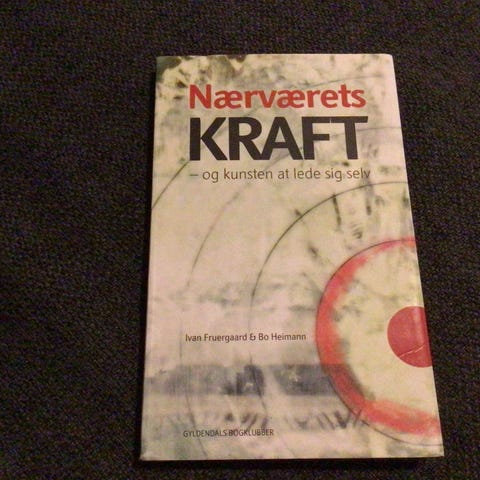 Nærværets
KRAFT
– og kunsten at lede sig selv
Ivan Fruergaard & Bo Heimann
GYLDENDALS BOGKLUBBER